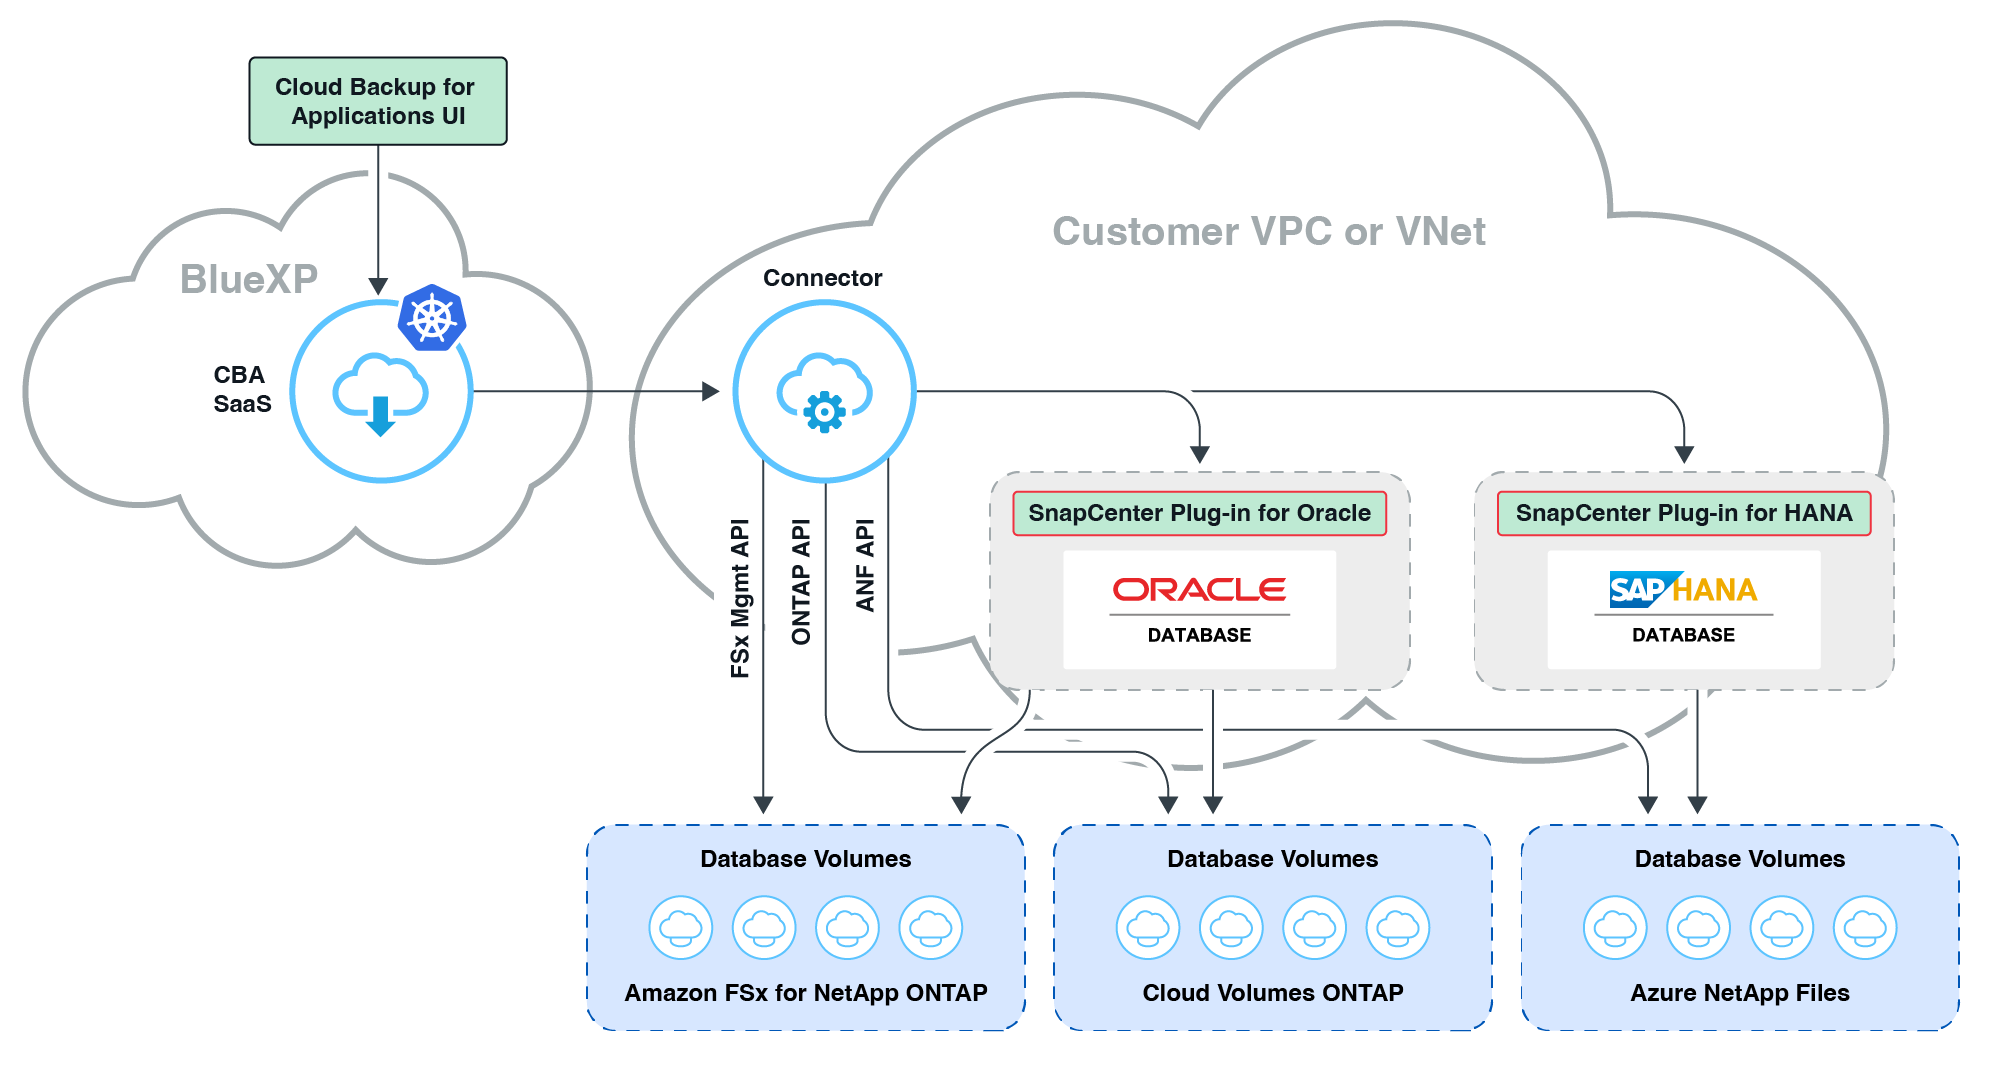 Cloud Backup for
Applications UI
Customer VPC or VNet
BlueXP
Connector
CBA
SaaS
FSx Mgmt API
ONTAP API
ANF API
SnapCenter Plug-in for Oracle
ORACLE
DATABASE
SnapCenter Plug-in for HANA
SAP HANA
DATABASE
Database Volumes
Amazon FSx for NetApp ONTAP
Database Volumes
Cloud Volumes ONTAP
Database Volumes
Azure NetApp Files